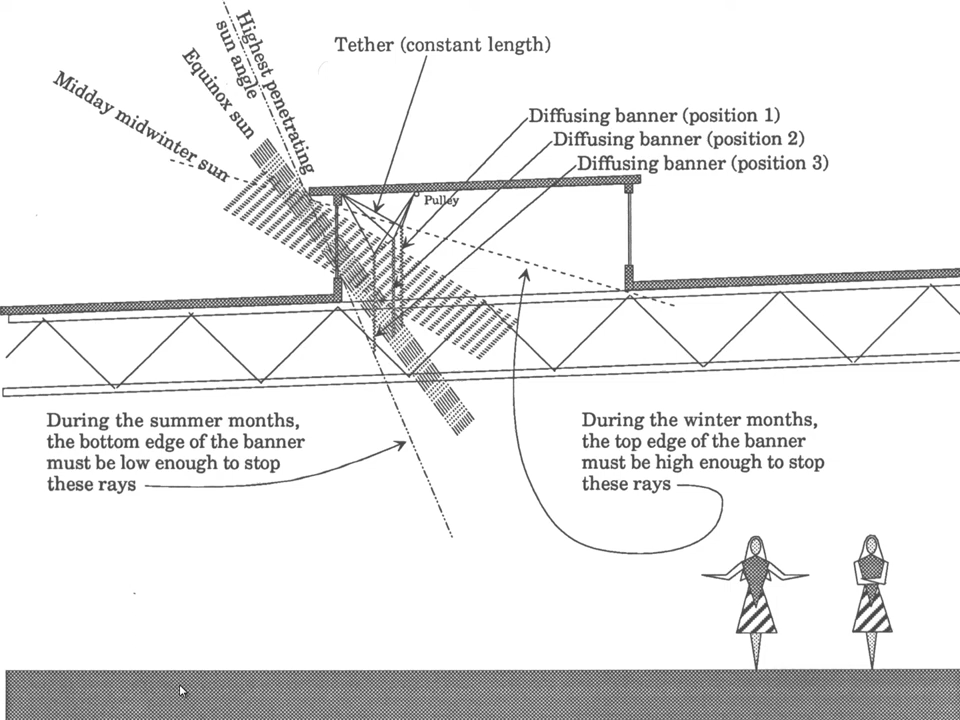 Highest penetrating
sun angle
Equinox sun
Midday midwinter sun
Tether (constant length)
Diffusing banner (position 1)
Diffusing banner (position 2)
Diffusing banner (position 3)
Pulley
During the summer months,
the bottom edge of the banner
must be low enough to stop
these rays
During the winter months,
the top edge of the banner
must be high enough to stop
these rays